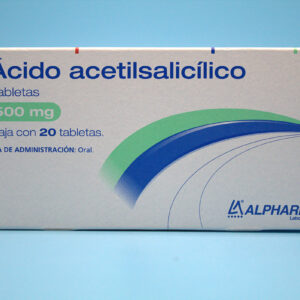 Ácido acetilsalicílico
Tabletas
500 mg
Caja con 20 tabletas.
DE ADMINISTRACIÓN: Oral.
ALPHAR